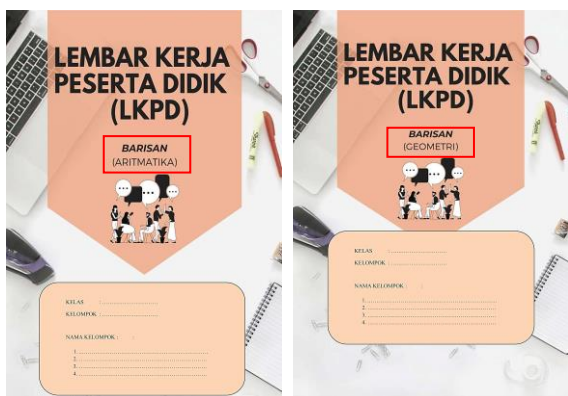 LEMBAR KERJA
PESERTA DIDIK
(LKPD)
BARISAN
(ARITMATIKA)
KELAS : ..............................
KELOMPOK : ..............................
NAMA KELOMPOK : :
1. ..............................
2. ..............................
3. ..............................
4. ..............................
LEMBAR KERJA
PESERTA DIDIK
(LKPD)
BARISAN
(GEOMETRI)
KELAS : ..............................
KELOMPOK : ..............................
NAMA KELOMPOK : :
1. ..............................
2. ..............................
3. ..............................
4. ..............................